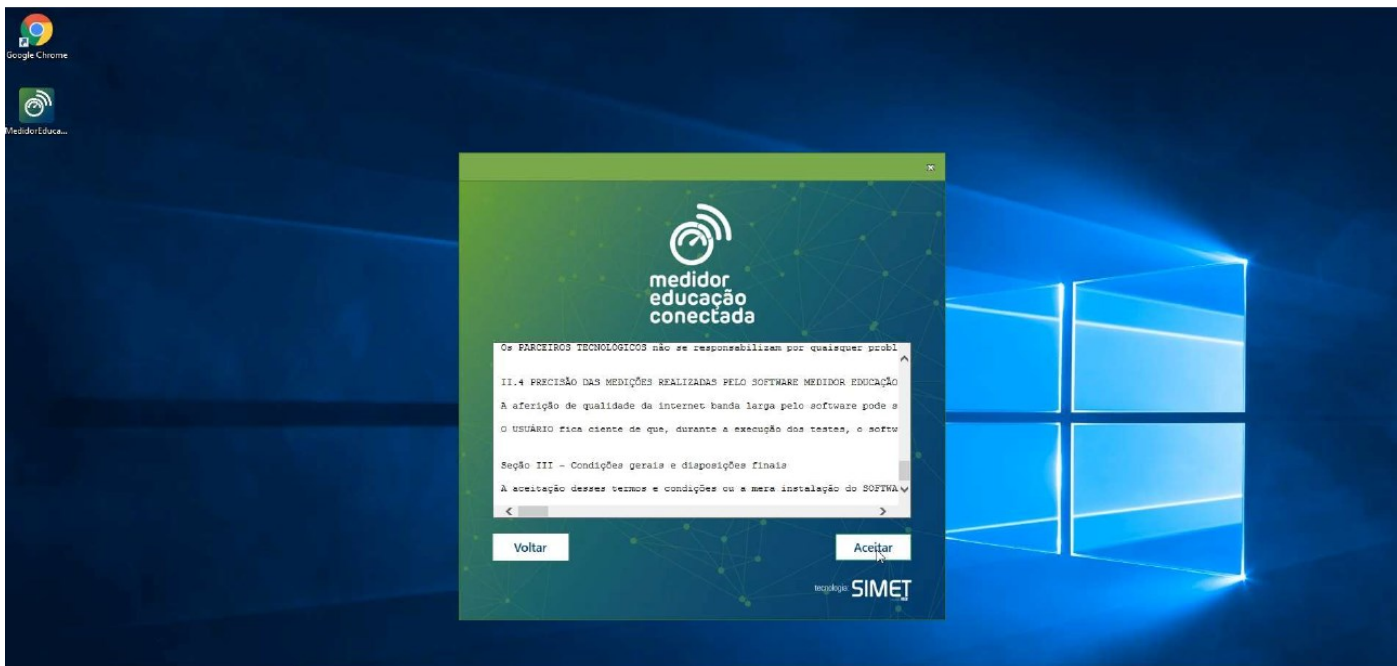 Google Chrome
MedidorEduca...
medidor
educação
conectada
Os PARCEIROS TECNOLÓGICOS não se responsabilizam por quaisquer probl
II.4 PRECISÃO DAS MEDIÇÕES REALIZADAS PELO SOFTWARE MEDIDOR EDUCAÇÃO
A aferição de qualidade da internet banda larga pelo software pode s
O USUÁRIO fica ciente de que, durante a execução dos testes, o softw
Seção III - Condições gerais e disposições finais
A aceitação desses termos e condições ou a mera instalação do SOFTWA
Voltar
Aceitar
tecnologia SIMET